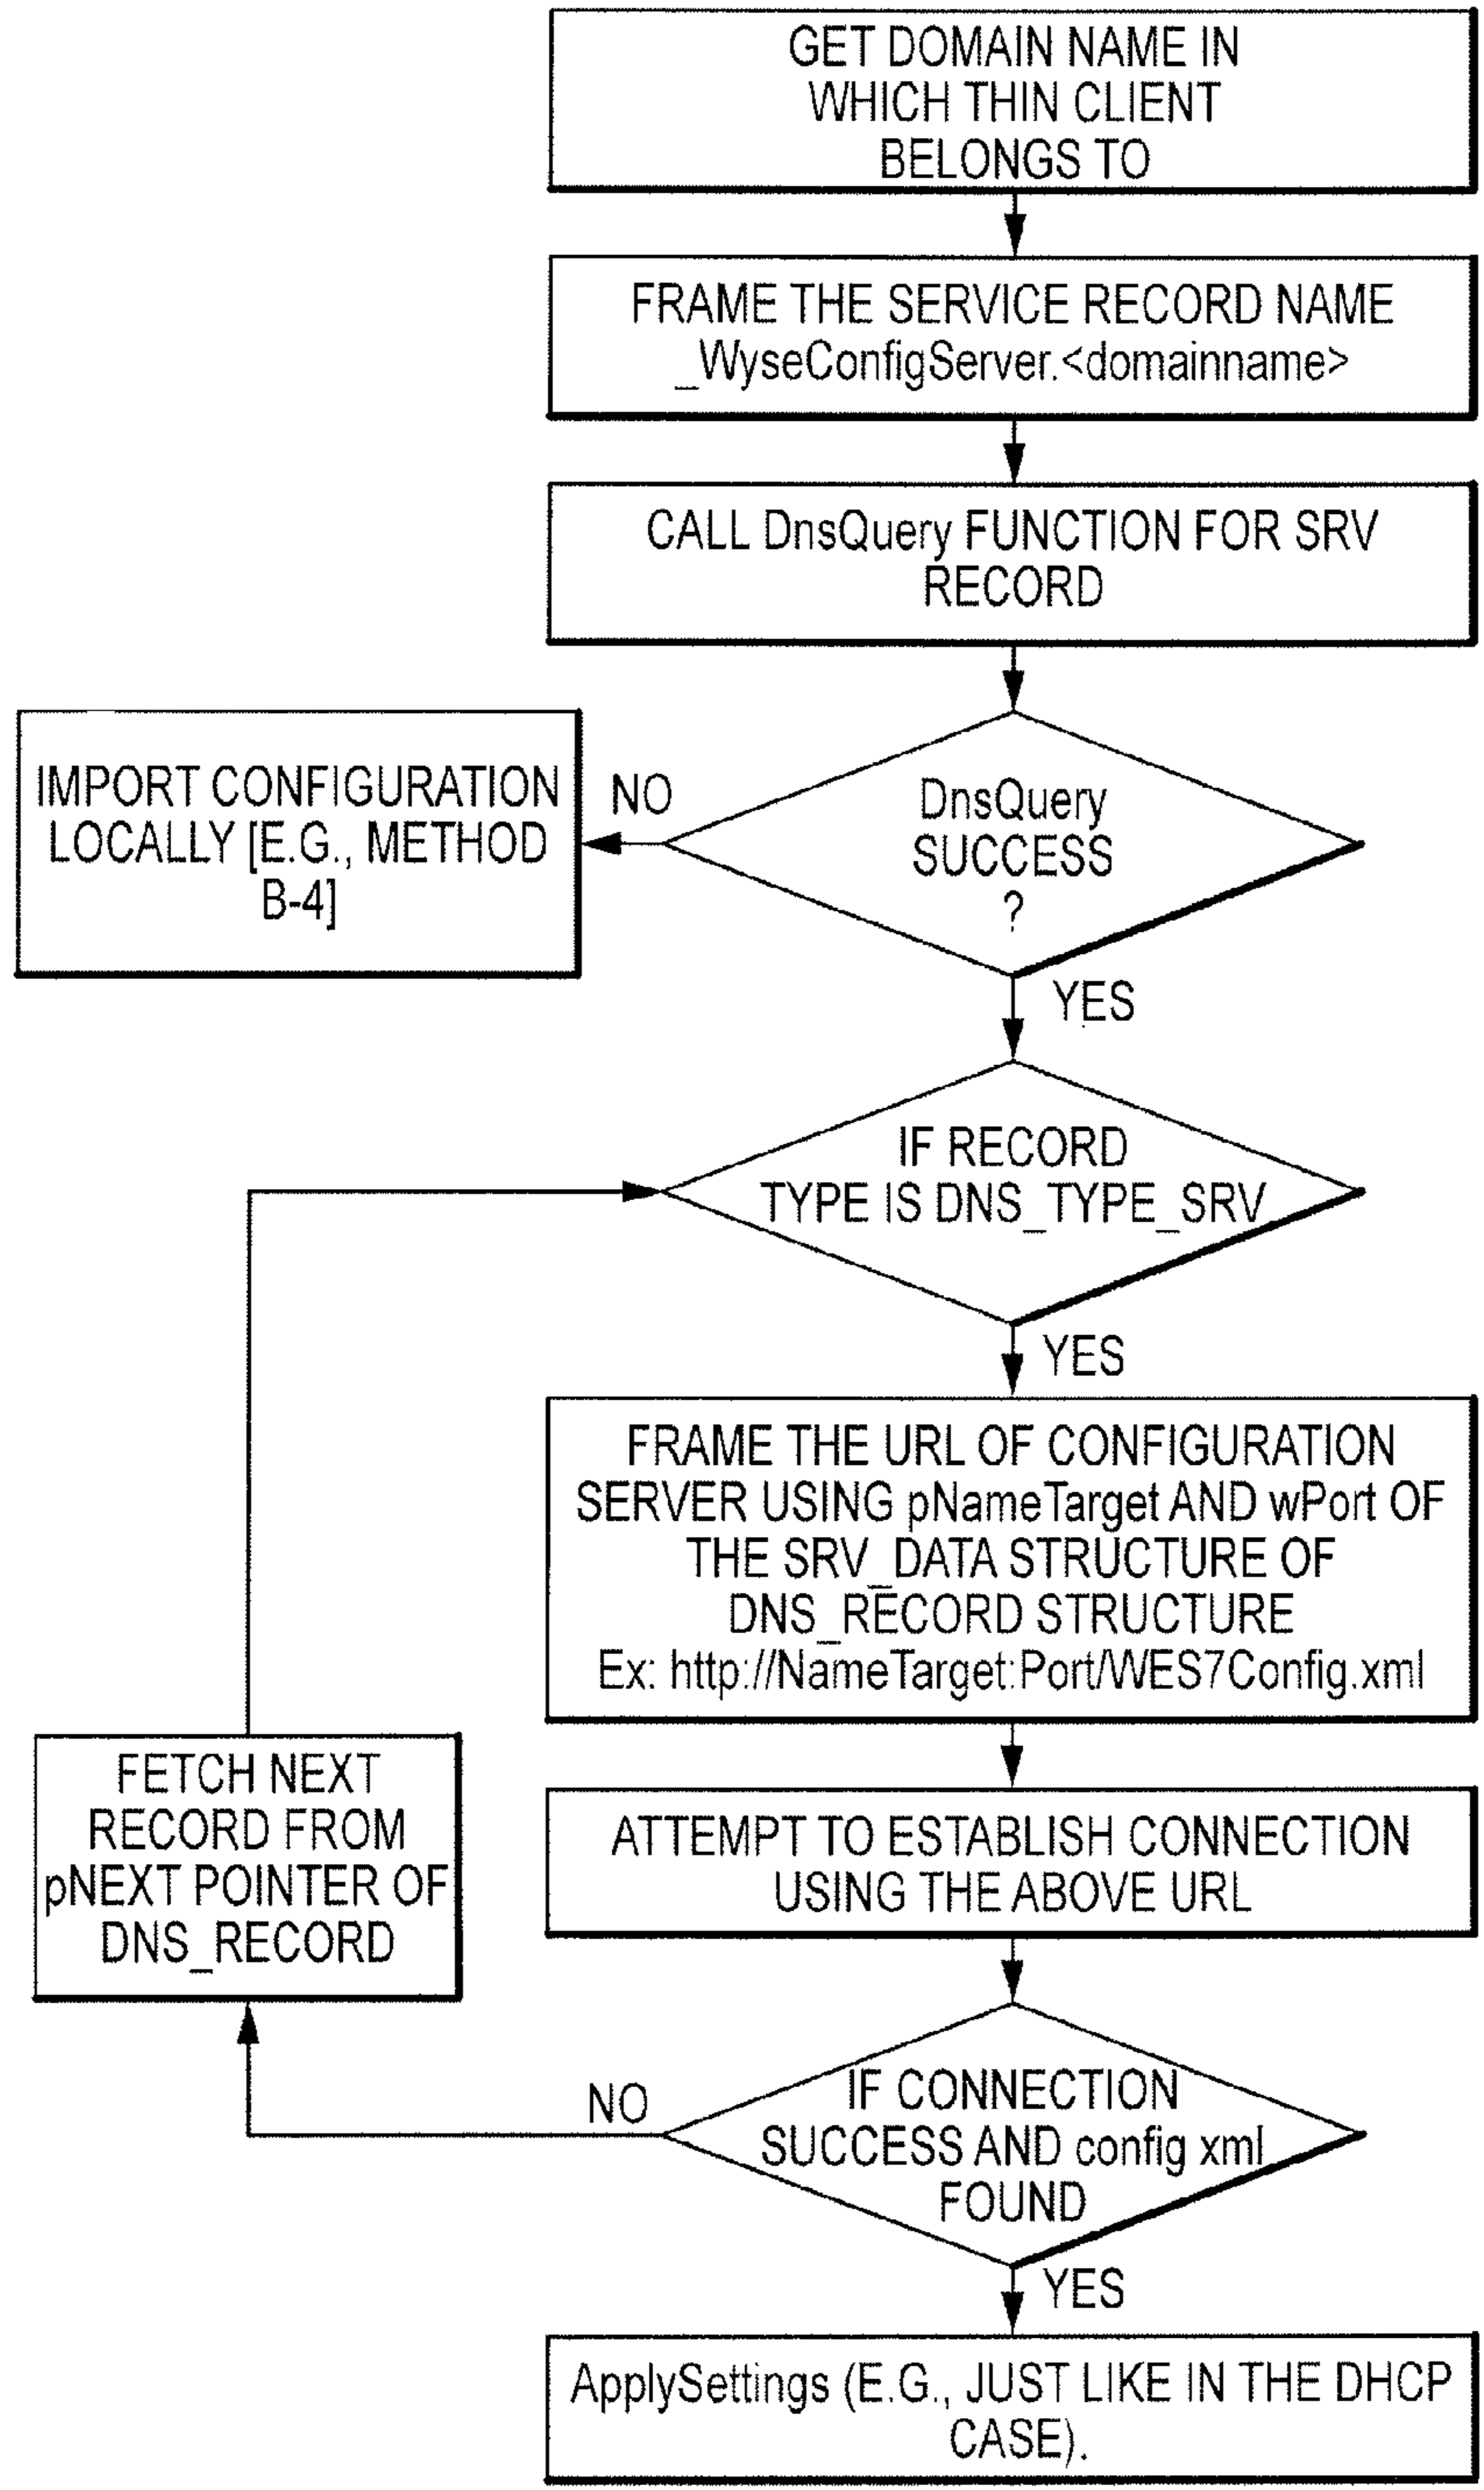 GET DOMAIN NAME IN
WHICH THIN CLIENT
BELONGS TO
FRAME THE SERVICE RECORD NAME
_WyseConfigServer.<domainname>
CALL DnsQuery FUNCTION FOR SRV
RECORD
DnsQuery
SUCCESS
?
NO
IMPORT CONFIGURATION
LOCALLY [E.G., METHOD
B-4]
YES
IF RECORD
TYPE IS DNS_TYPE_SRV
YES
FRAME THE URL OF CONFIGURATION
SERVER USING pNameTarget AND wPort OF
THE SRV_DATA STRUCTURE OF
DNS_RECORD STRUCTURE
Ex: http://NameTarget:Port/WES7Config.xml
ATTEMPT TO ESTABLISH CONNECTION
USING THE ABOVE URL
IF CONNECTION
SUCCESS AND config xml
FOUND
NO
FETCH NEXT
RECORD FROM
pNEXT POINTER OF
DNS_RECORD
YES
ApplySettings (E.G., JUST LIKE IN THE DHCP
CASE).